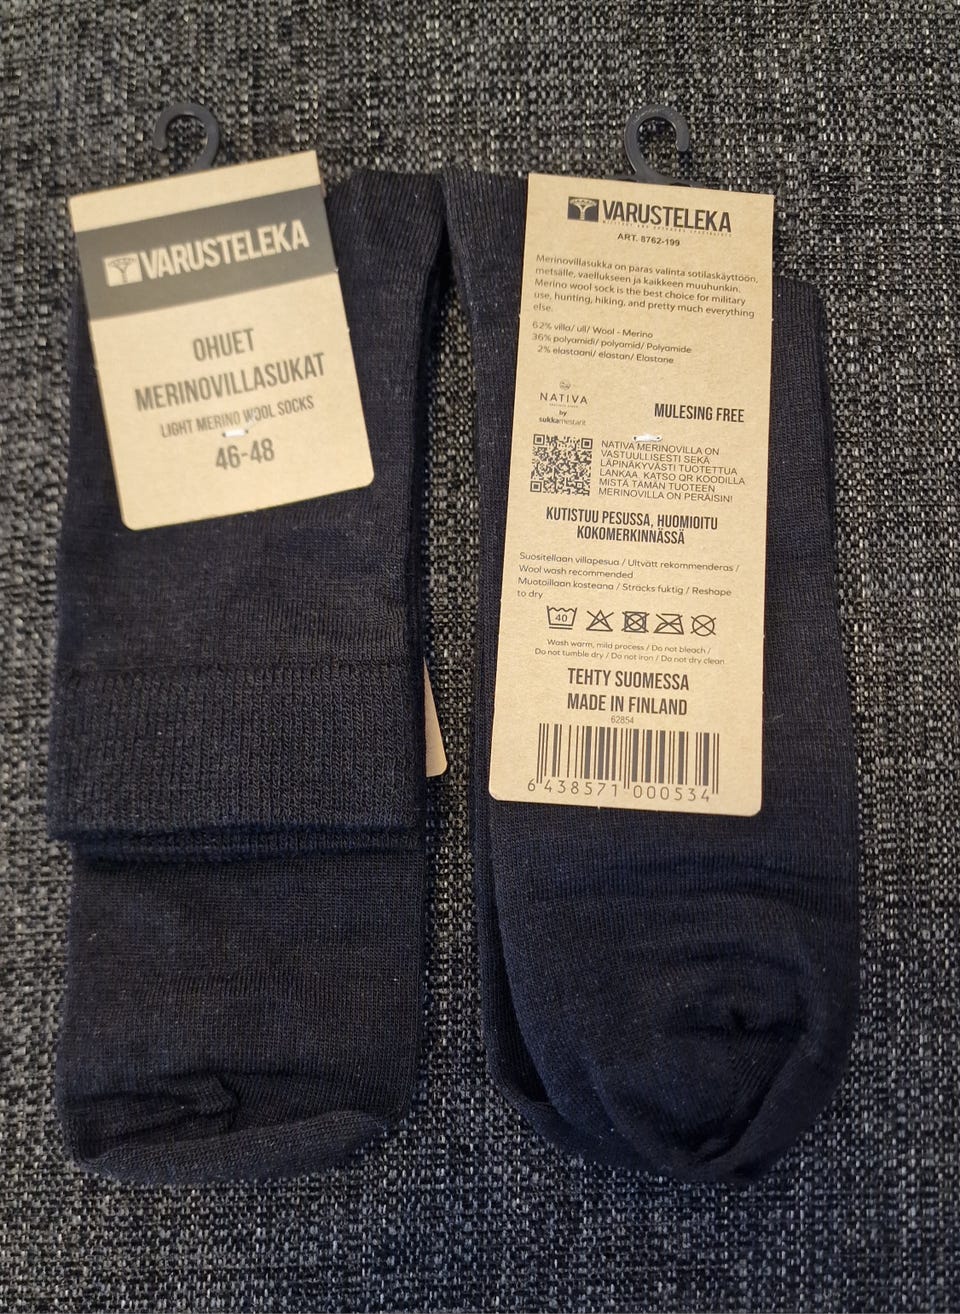 VARUSTELEKA
OHUET
MERINOVILLASUKAT
LIGHT MERINO WOOL SOCKS
46-48
VARUSTELEKA
ART. 8762-199
Merinovillasukka on paras valinta sotilaskäyttöön,
metsälle, vaellukseen ja kaikkeen muuhunkin.
Merino wool sock is the best choice for military
use, hunting, hiking, and pretty much everything
else.
62% villa/ ull/ Wool - Merino
36% polyamidi/ polyamid/ Polyamide
2% elastaani/ elastan/ Elastane
NATIVA
by
sukkamestarit
MULESING FREE
NATIVA MERINOVILLA ON
VASTUULLISESTI SEKÄ
LÄPINÄKYVÄSTI TUOTETTUA
LANKAA. KATSO QR KOODILLA
MISTÄ TÄMÄN TUOTTEEN
MERINOVILLA ON PERÄISIN!
KUTISTUU PESUSSA, HUOMIOITU
KOKOMERKINNÄSSÄ
Suositellaan villapesua / Ultvätt rekommenderas /
Wool wash recommended
Muotoillaan kosteana / Sträcks fuktig / Reshape
to dry
40
Wash warm, mild process / Do not bleach /
Do not tumble dry / Do not iron / Do not dry clean
TEHTY SUOMESSA
MADE IN FINLAND
62854
6 438571 000534